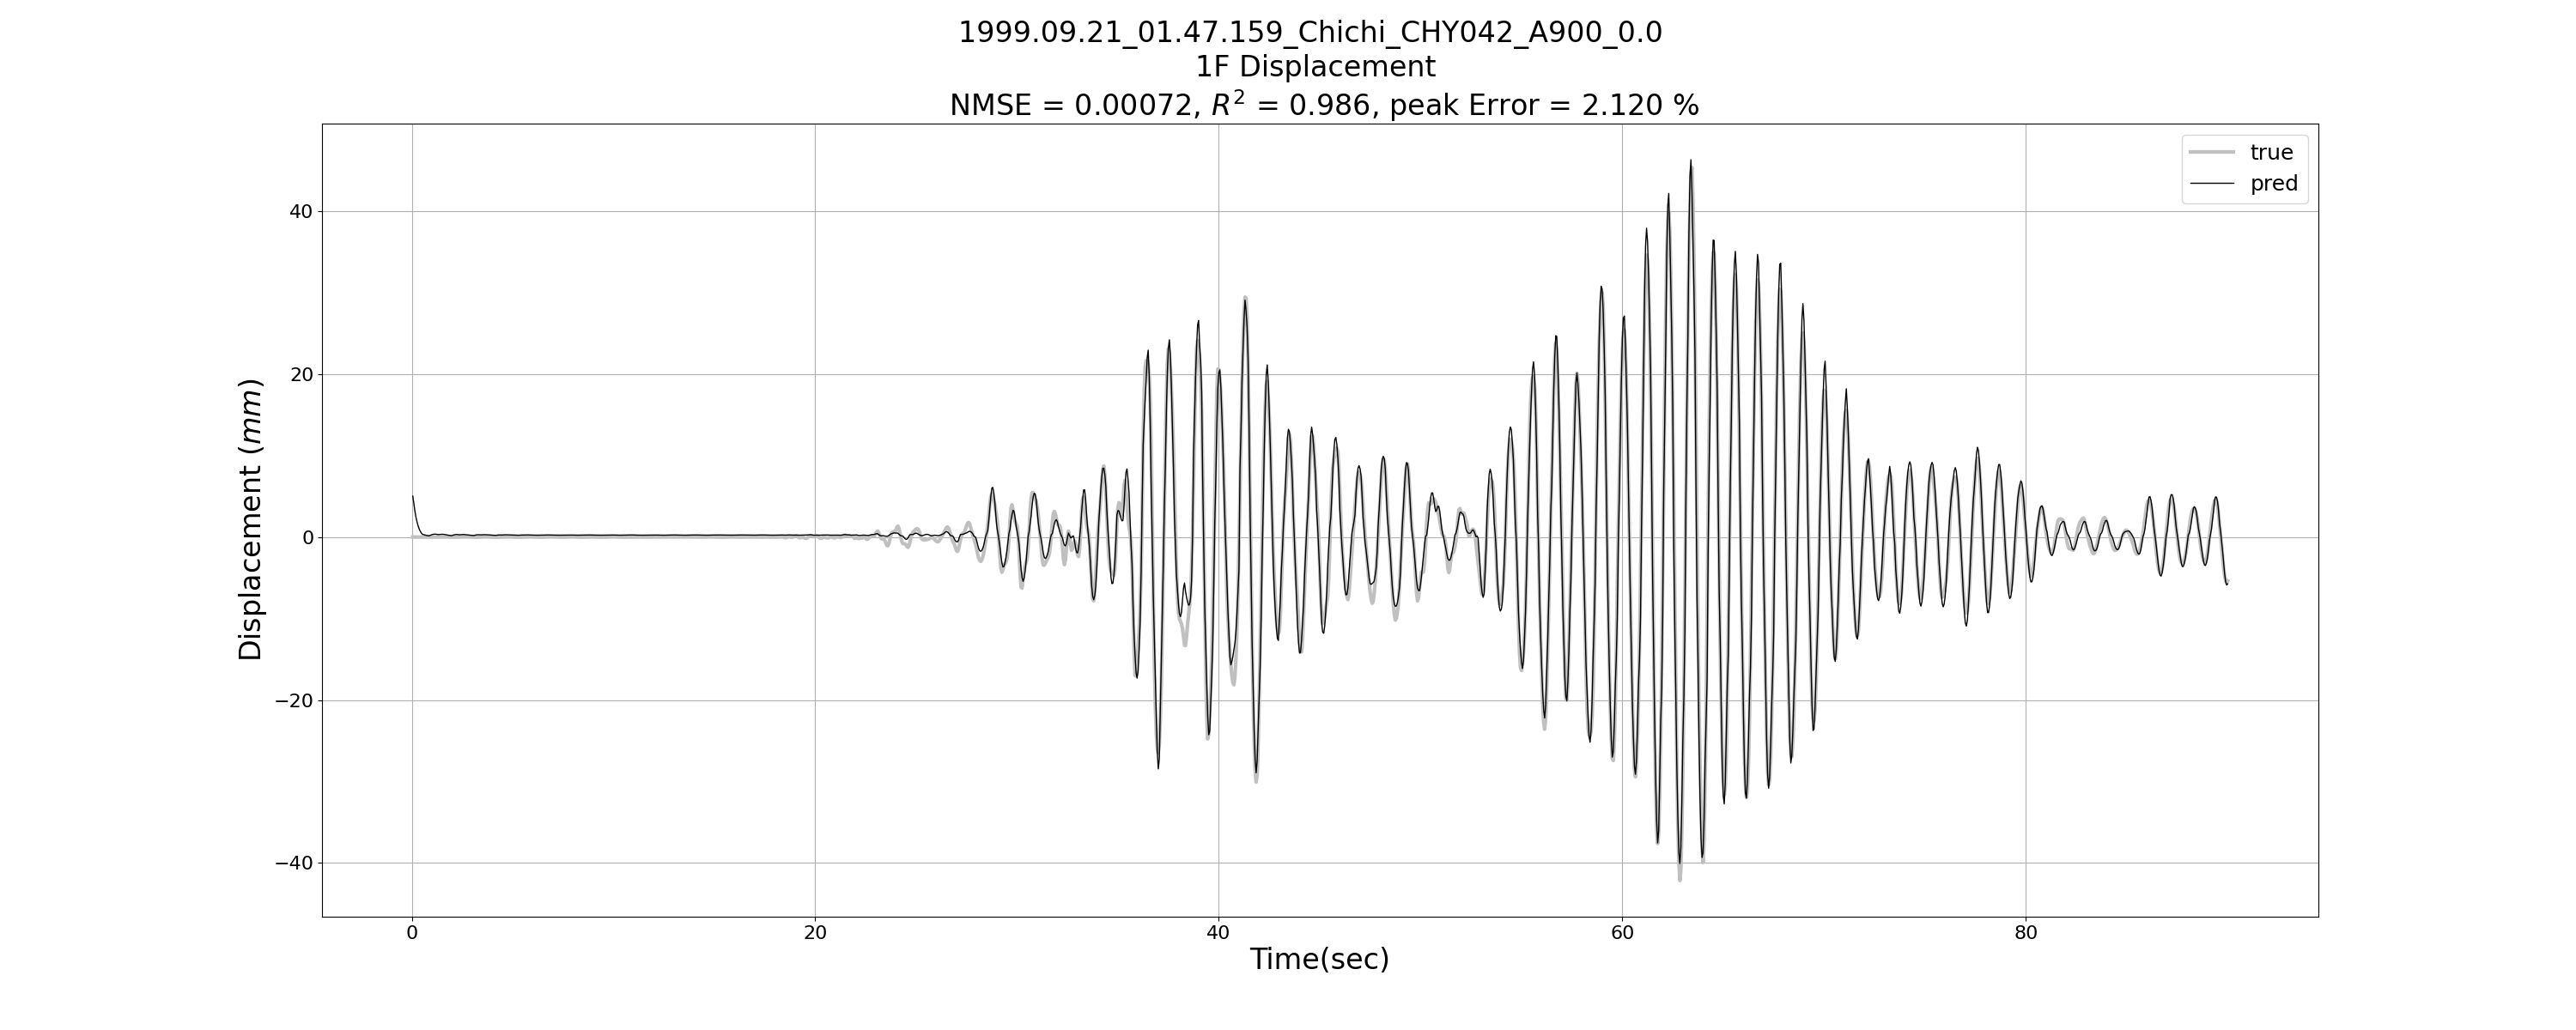 1999.09.21_01.47.159_Chichi_CHY042_A900_0.0
1F Displacement
NMSE = 0.00072, R² = 0.986, peak Error = 2.120 %
true
pred
Displacement (mm)
40
20
0
−20
−40
0 20 40 60 80
Time(sec)